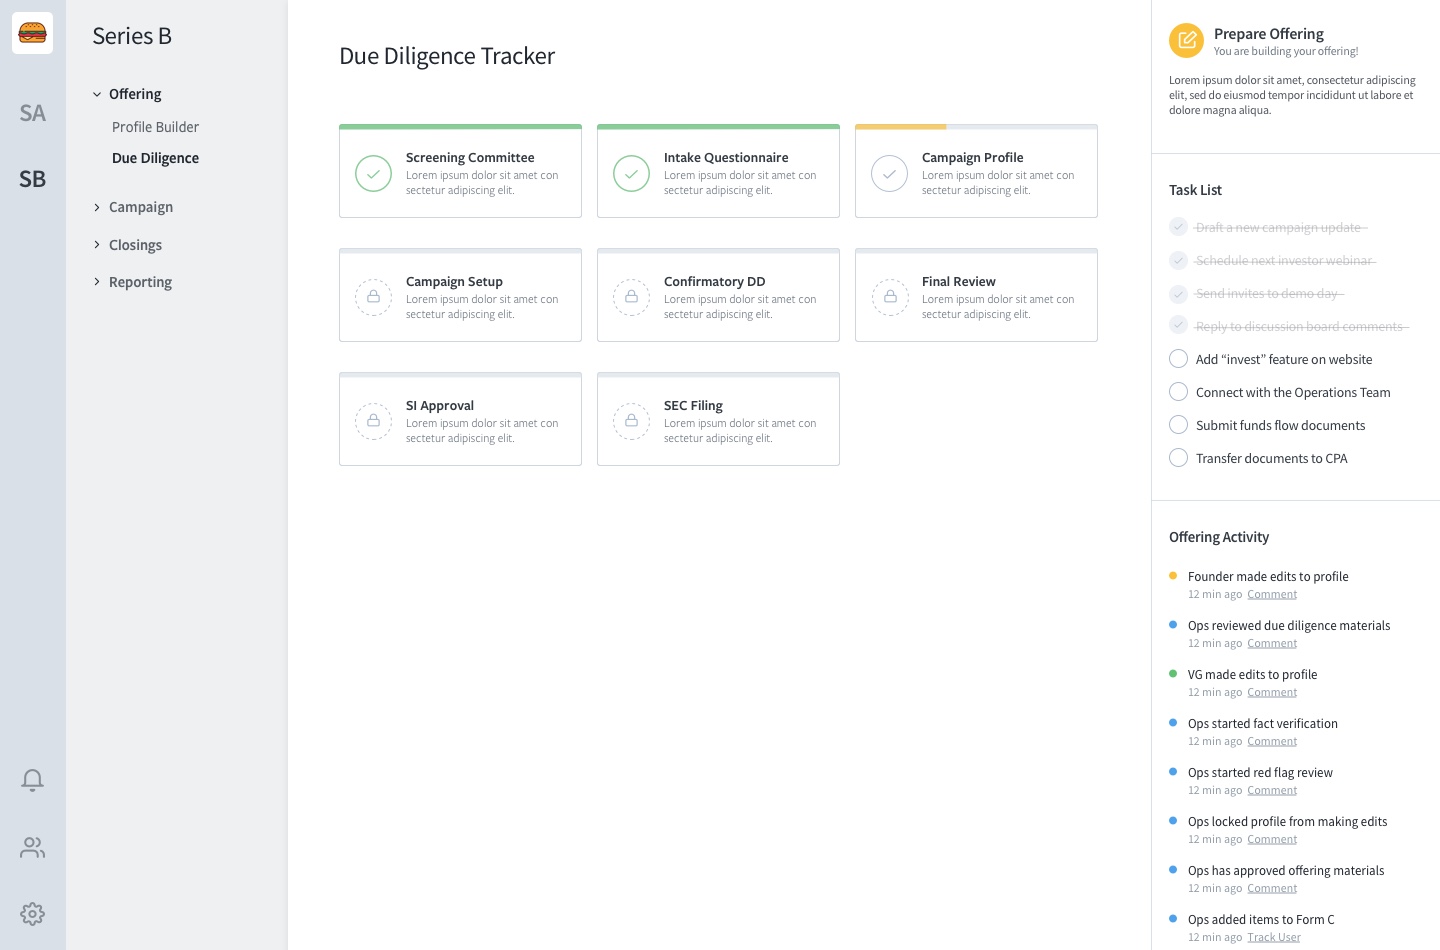 SA
SB
Series B
Offering
Profile Builder
Due Diligence
Campaign
Closings
Reporting
Due Diligence Tracker
Screening Committee
Lorem ipsum dolor sit amet con
sectetur adipiscing elit.
Intake Questionnaire
Lorem ipsum dolor sit amet con
sectetur adipiscing elit.
Campaign Profile
Lorem ipsum dolor sit amet con
sectetur adipiscing elit.
Campaign Setup
Lorem ipsum dolor sit amet con
sectetur adipiscing elit.
Confirmatory DD
Lorem ipsum dolor sit amet con
sectetur adipiscing elit.
Final Review
Lorem ipsum dolor sit amet con
sectetur adipiscing elit.
SI Approval
Lorem ipsum dolor sit amet con
sectetur adipiscing elit.
SEC Filing
Lorem ipsum dolor sit amet con
sectetur adipiscing elit.
Prepare Offering
You are building your offering!
Lorem ipsum dolor sit amet, consectetur adipiscing
elit, sed do eiusmod tempor incididunt ut labore et
dolore magna aliqua.
Task List
Draft a new campaign update
Schedule next investor webinar
Send invites to demo day
Reply to discussion board comments
Add “invest” feature on website
Connect with the Operations Team
Submit funds flow documents
Transfer documents to CPA
Offering Activity
Founder made edits to profile
12 min ago Comment
Ops reviewed due diligence materials
12 min ago Comment
VG made edits to profile
12 min ago Comment
Ops started fact verification
12 min ago Comment
Ops started red flag review
12 min ago Comment
Ops locked profile from making edits
12 min ago Comment
Ops has approved offering materials
12 min ago Comment
Ops added items to Form C
12 min ago Track User